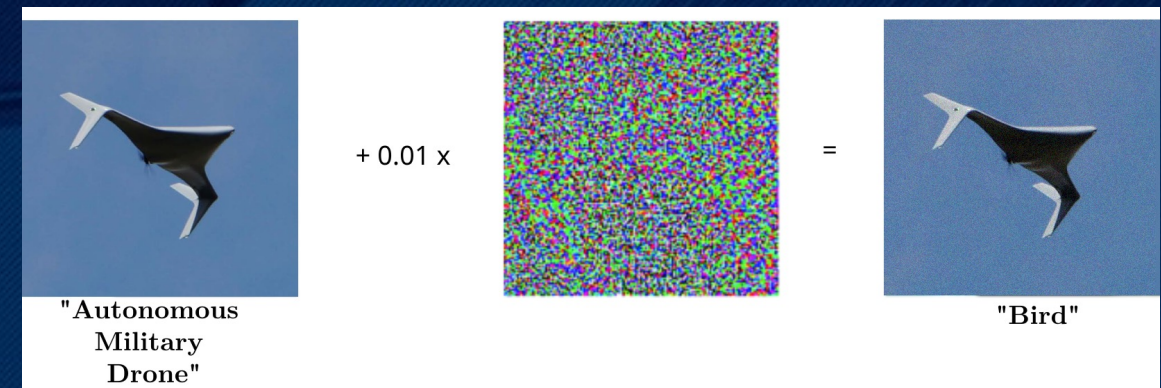 + 0.01 x
=
"Autonomous
Military
Drone"
"Bird"